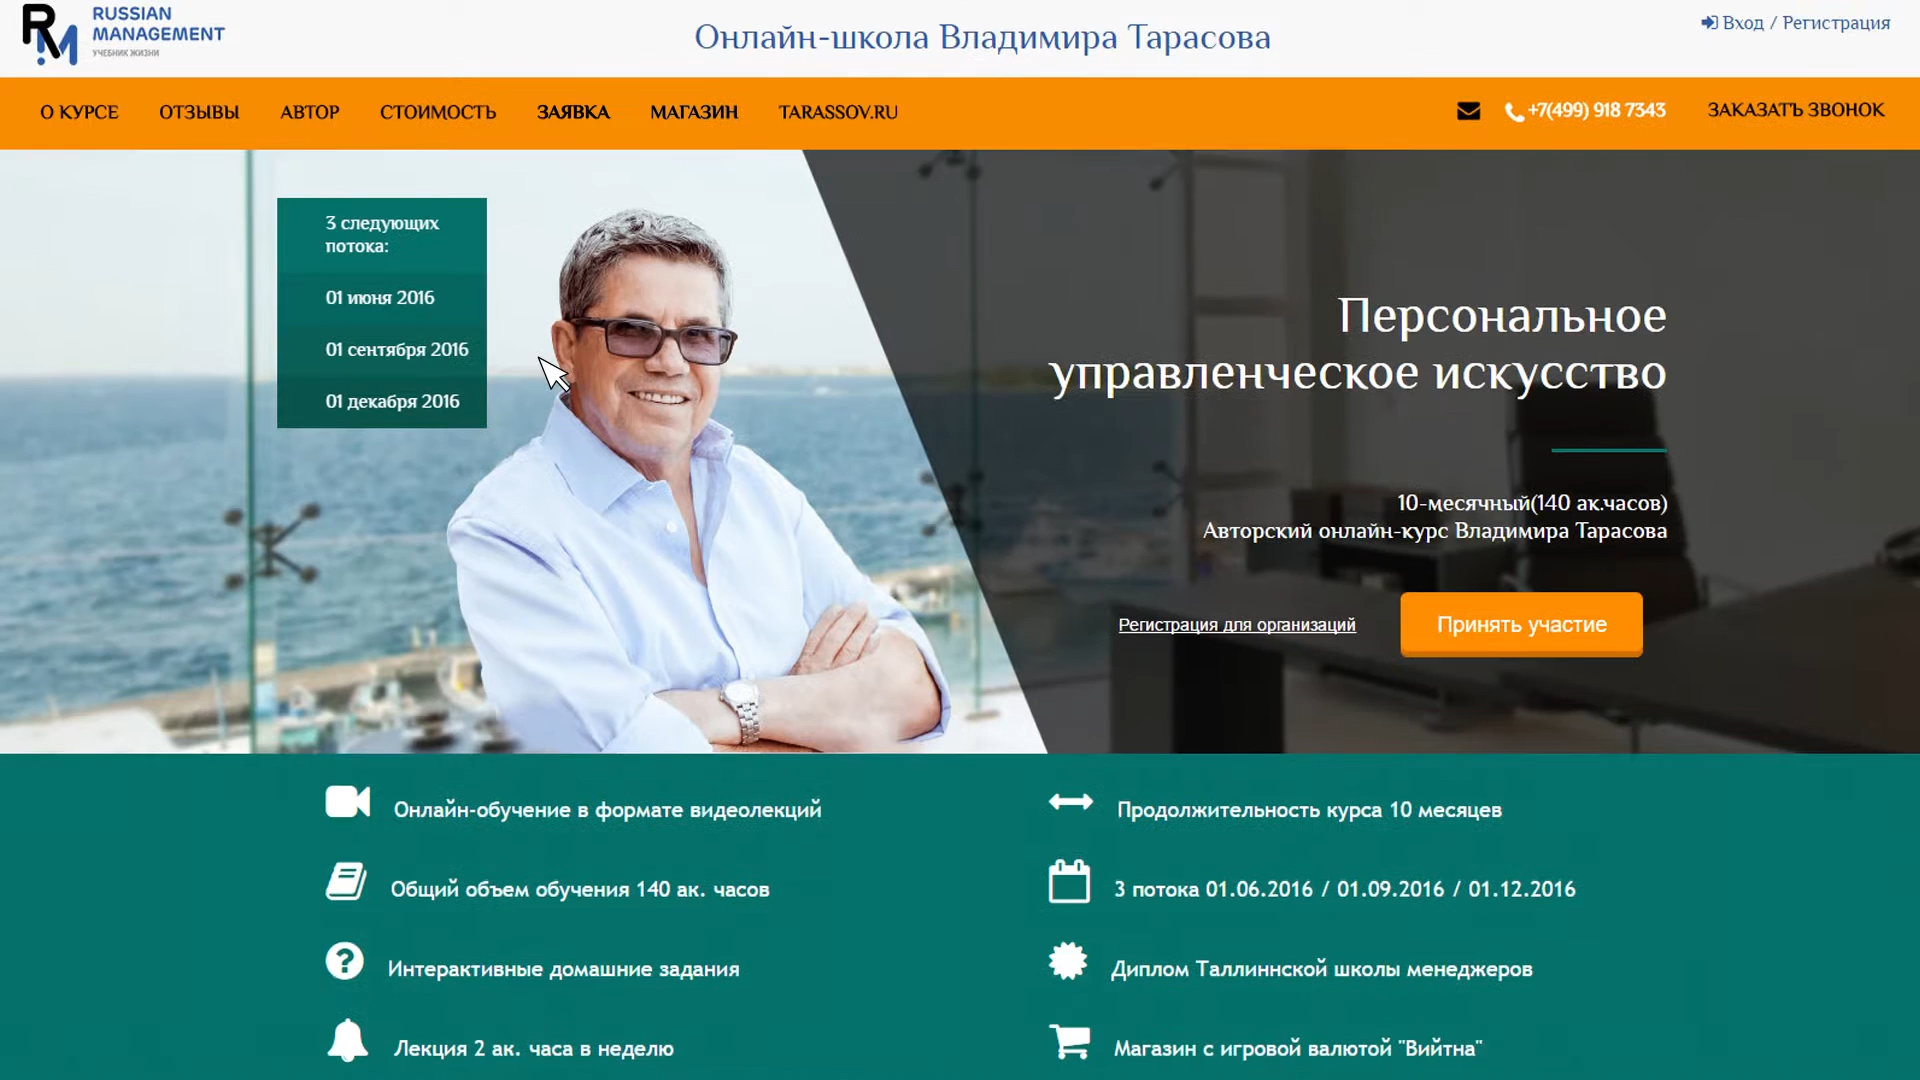 RUSSIAN
MANAGEMENT
УЧЕБНИК ЖИЗНИ
Онлайн-школа Владимира Тарасова
Вход / Регистрация
О КУРСЕ ОТЗЫВЫ АВТОР СТОИМОСТЬ ЗАЯВКА МАГАЗИН TARASSOV.RU
+7(499) 918 7343 ЗАКАЗАТЬ ЗВОНОК
3 следующих
потока:
01 июня 2016
01 сентября 2016
01 декабря 2016
Персональное
управленческое искусство
10-месячный(140 ак.часов)
Авторский онлайн-курс Владимира Тарасова
Регистрация для организаций
Принять участие
Онлайн-обучение в формате видеолекций
Продолжительность курса 10 месяцев
Общий объем обучения 140 ак. часов
3 потока 01.06.2016 / 01.09.2016 / 01.12.2016
Интерактивные домашние задания
Диплом Таллиннской школы менеджеров
Лекция 2 ак. часа в неделю
Магазин с игровой валютой "Вийтна"